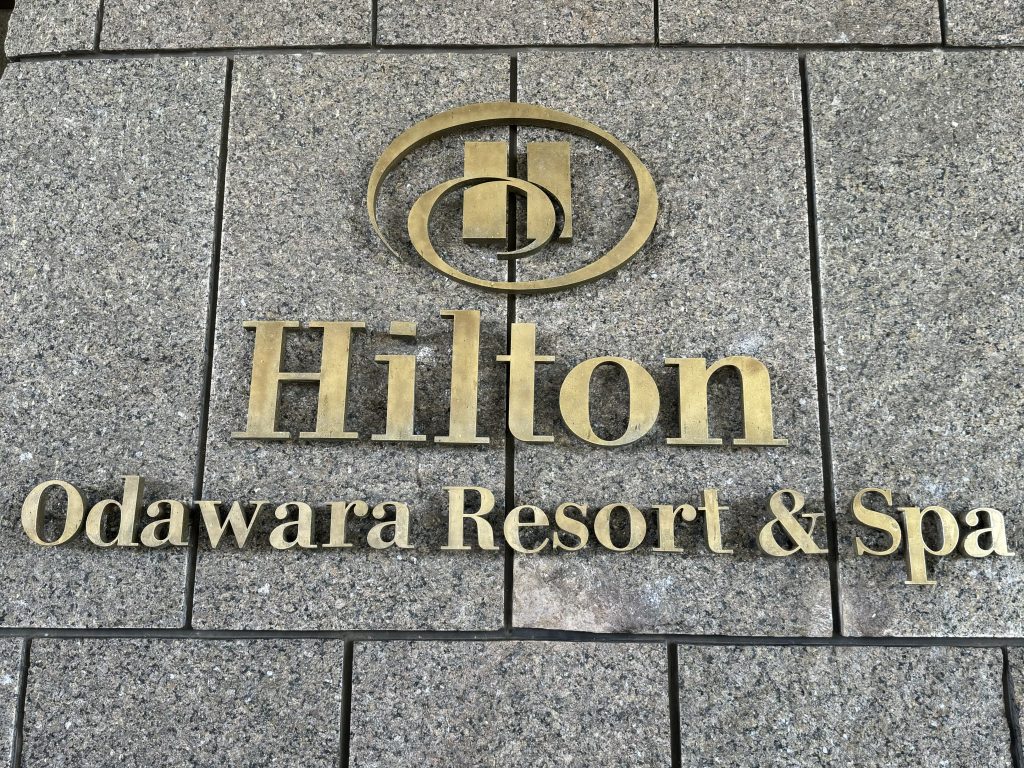 H
Hilton
Odawara Resort & Spa